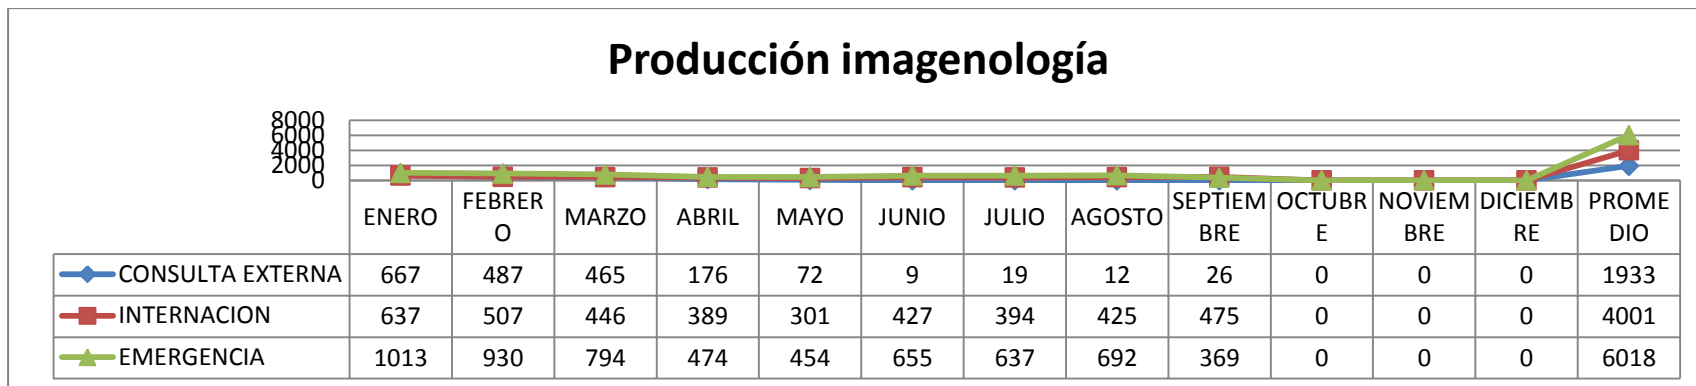 Producción imagenología
8000
6000
4000
2000
0
ENERO FEBRER MARZO ABRIL MAYO JUNIO JULIO AGOSTO SEPTIEM OCTUBR NOVIEM DICIEMB PROME
O BRE E BRE RE DIO
CONSULTA EXTERNA 667 487 465 176 72 9 19 12 26 0 0 0 1933
INTERNACION 637 507 446 389 301 427 394 425 475 0 0 0 4001
EMERGENCIA 1013 930 794 474 454 655 637 692 369 0 0 0 6018